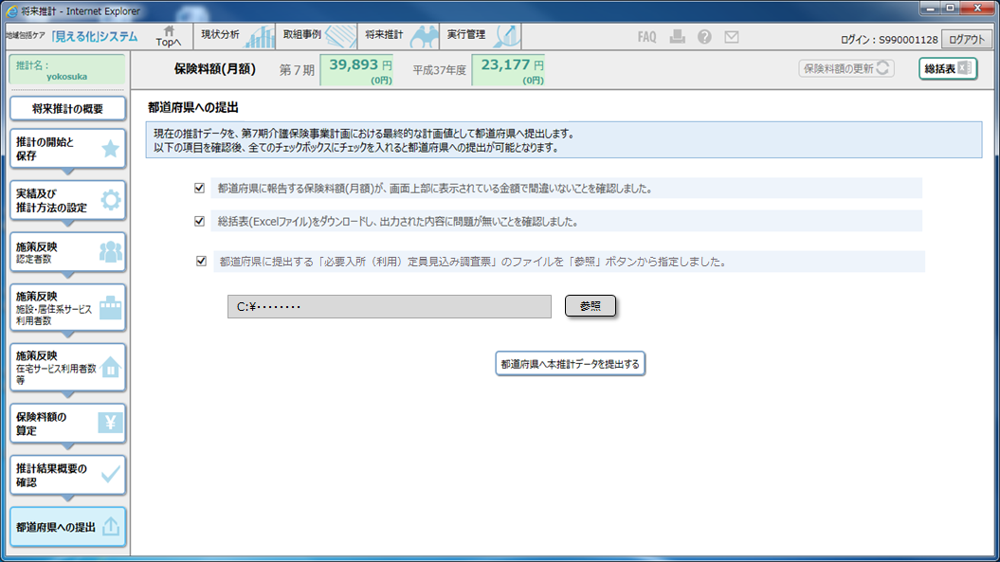 将来推計 - Internet Explorer
地域包括ケア 「見える化」システム
Topへ
現状分析
取組事例
将来推計
実行管理
FAQ
ログイン：S990001128
ログアウト
推計名：
yokosuka
保険料額(月額)
第７期
39,893 円
(0円)
平成37年度
23,177 円
(0円)
保険料額の更新
総括表
将来推計の概要
推計の開始と
保存
実績及び
推計方法の設定
施策反映
認定者数
施策反映
施設・居住系サービス
利用者数
施策反映
在宅サービス利用者数
等
保険料額の
算定
¥
推計結果概要の
確認
都道府県への提出
都道府県への提出
現在の推計データを、第7期介護保険事業計画における最終的な計画値として都道府県へ提出します。
以下の項目を確認後、全てのチェックボックスにチェックを入れると都道府県への提出が可能となります。
都道府県に報告する保険料額(月額)が、画面上部に表示されている金額で間違いないことを確認しました。
総括表(Excelファイル)をダウンロードし、出力された内容に問題が無いことを確認しました。
都道府県に提出する「必要入所（利用）定員見込み調査票」のファイルを「参照」ボタンから指定しました。
C:¥・・・・・・・・
参照
都道府県へ本推計データを提出する